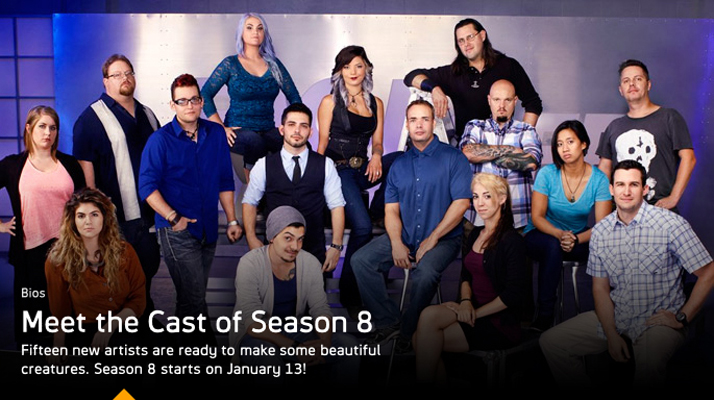 Bios
Meet the Cast of Season 8
Fifteen new artists are ready to make some beautiful
creatures. Season 8 starts on January 13!